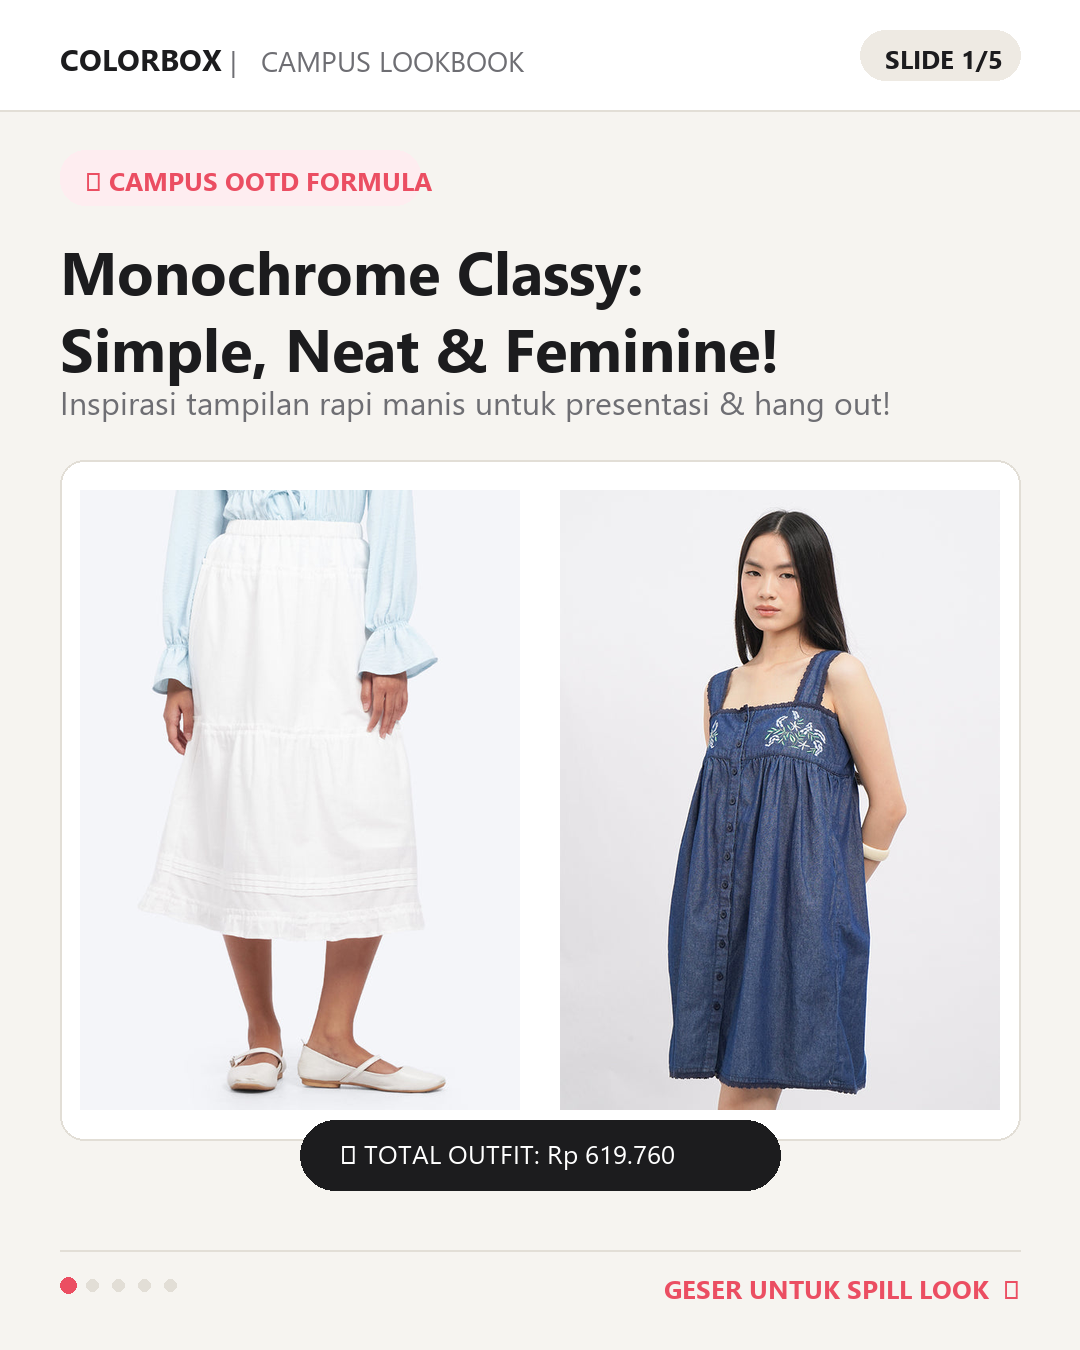 COLORBOX | CAMPUS LOOKBOOK
SLIDE 1/5
CAMPUS OOTD FORMULA
Monochrome Classy:
Simple, Neat & Feminine!
Inspirasi tampilan rapi manis untuk presentasi & hang out!
TOTAL OUTFIT: Rp 619.760
GESER UNTUK SPILL LOOK